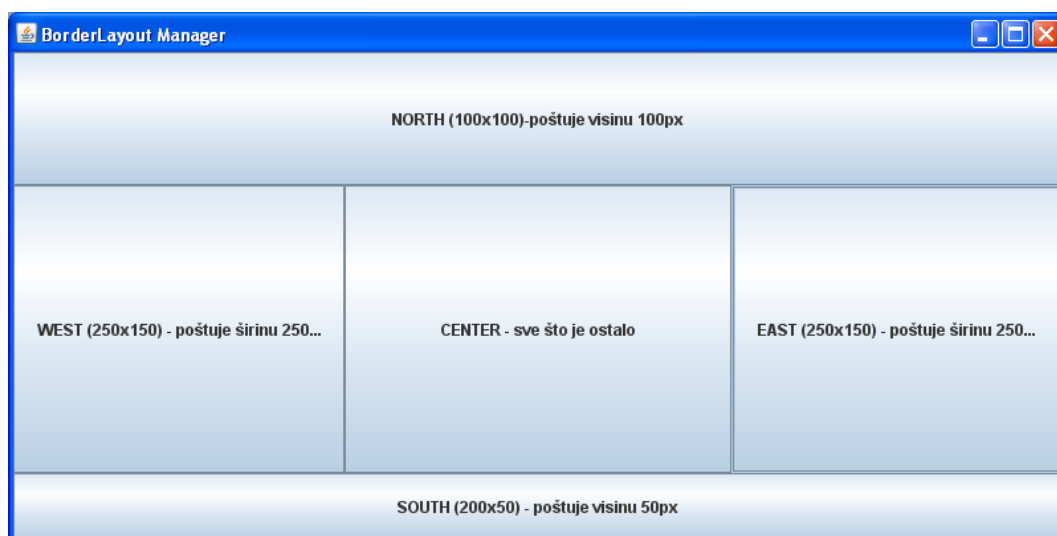 BorderLayout Manager
NORTH (100x100)-poštuje visinu 100px
WEST (250x150) - poštuje širinu 250...
CENTER - sve što je ostalo
EAST (250x150) - poštuje širinu 250...
SOUTH (200x50) - poštuje visinu 50px